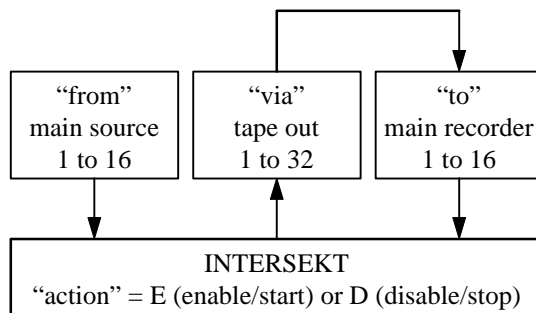 “from”
main source
1 to 16
“via”
tape out
1 to 32
“to”
main recorder
1 to 16
INTERSEKT
“action” = E (enable/start) or D (disable/stop)